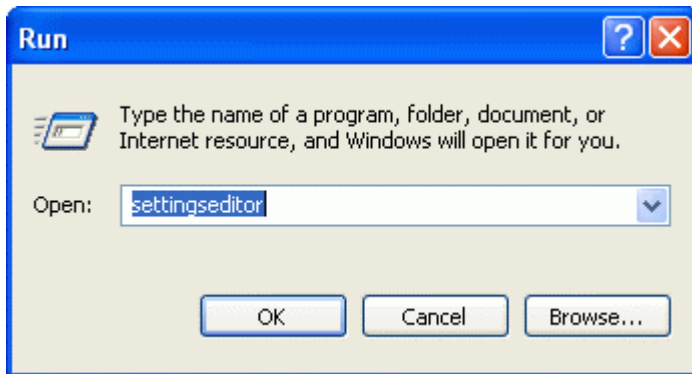 Run
Type the name of a program, folder, document, or
Internet resource, and Windows will open it for you.
Open: settingseditor
OK Cancel Browse...